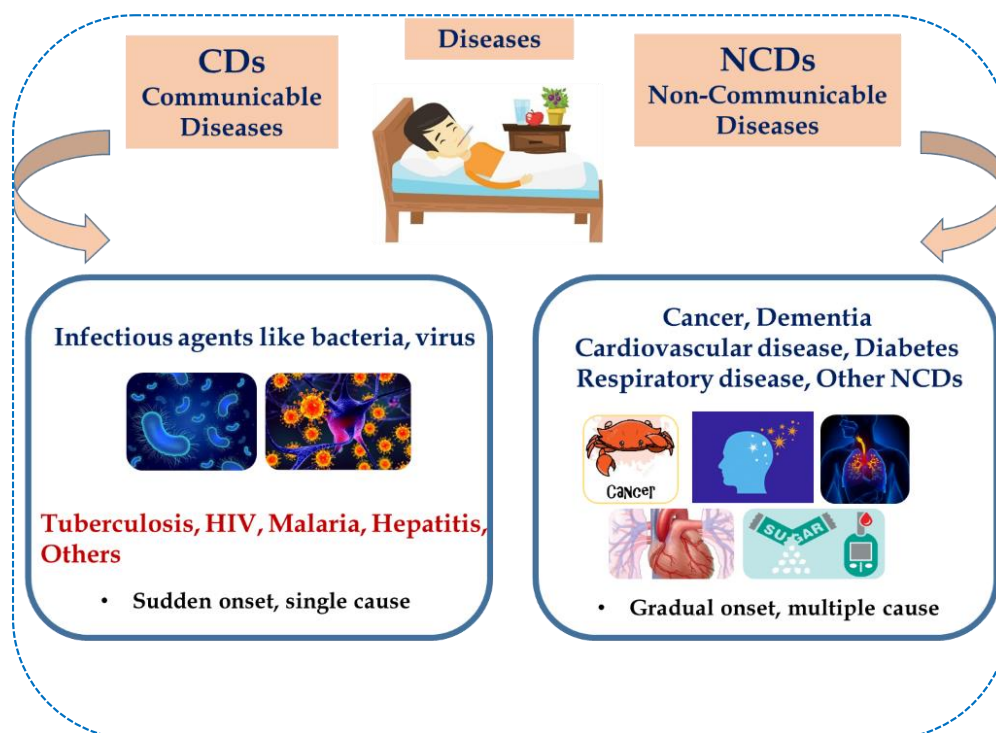 Diseases
CDs
Communicable
Diseases
NCDs
Non-Communicable
Diseases
Infectious agents like bacteria, virus
Tuberculosis, HIV, Malaria, Hepatitis,
Others
• Sudden onset, single cause
Cancer, Dementia
Cardiovascular disease, Diabetes
Respiratory disease, Other NCDs
CANCER
SUGAR
• Gradual onset, multiple cause